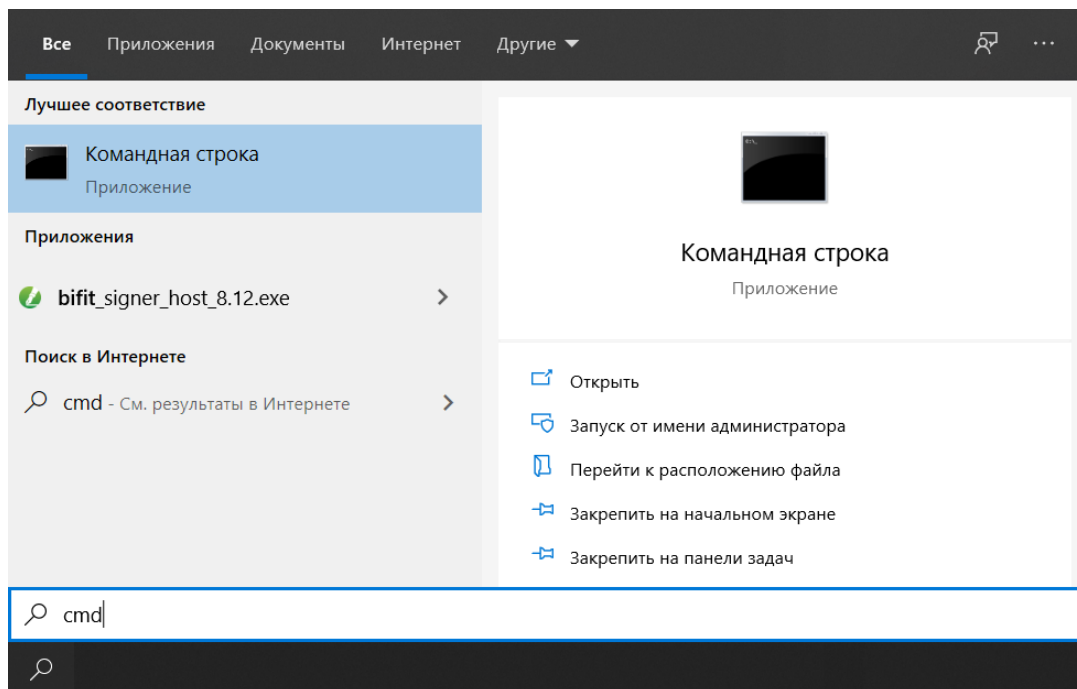 Все Приложения Документы Интернет Другие
Лучшее соответствие
Командная строка
Приложение
Приложения
bifit_signer_host_8.12.exe
Поиск в Интернете
cmd - См. результаты в Интернете
Командная строка
Приложение
Открыть
Запуск от имени администратора
Перейти к расположению файла
Закрепить на начальном экране
Закрепить на панели задач
cmd